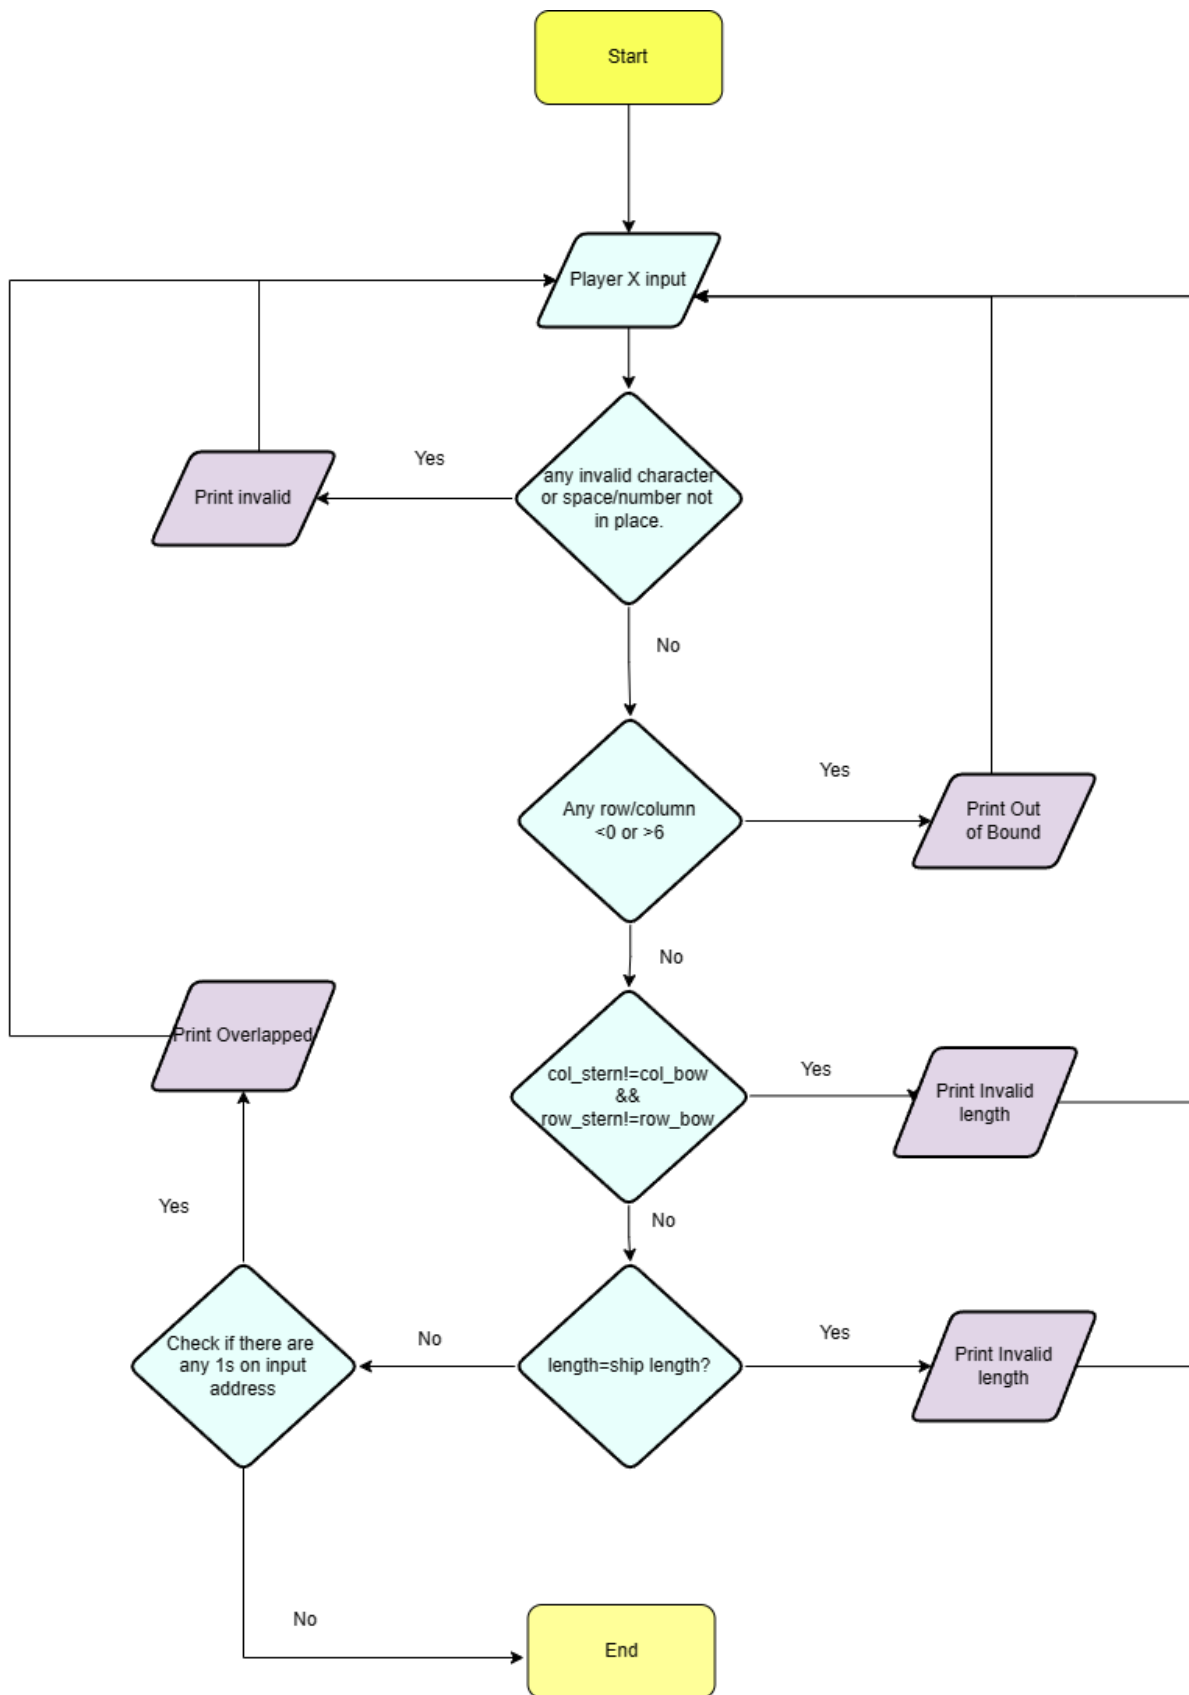 Start
Player X input
any invalid character
or space/number not
in place.
Yes
Print invalid
No
Any row/column
<0 or >6
Yes
Print Out
of Bound
No
Print Overlapped
col_stern!=col_bow
&&
row_stern!=row_bow
Yes
Print Invalid
length
Yes
No
Check if there are
any 1s on input
address
No
length=ship length?
Yes
Print Invalid
length
No
End